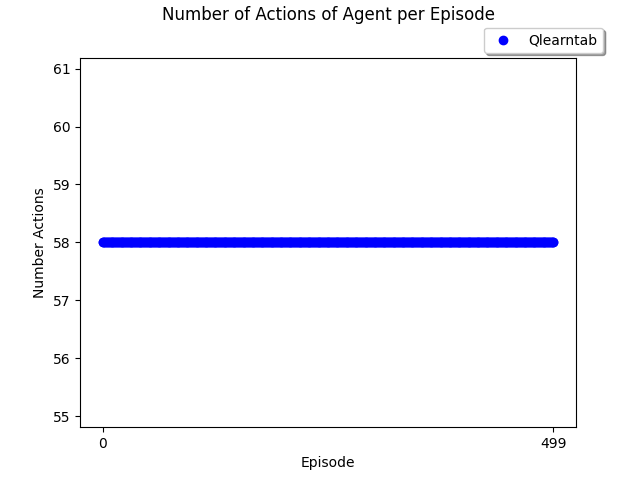 Number of Actions of Agent per Episode
Qlearntab
61
60
59
58
57
56
55
Number Actions
0
499
Episode